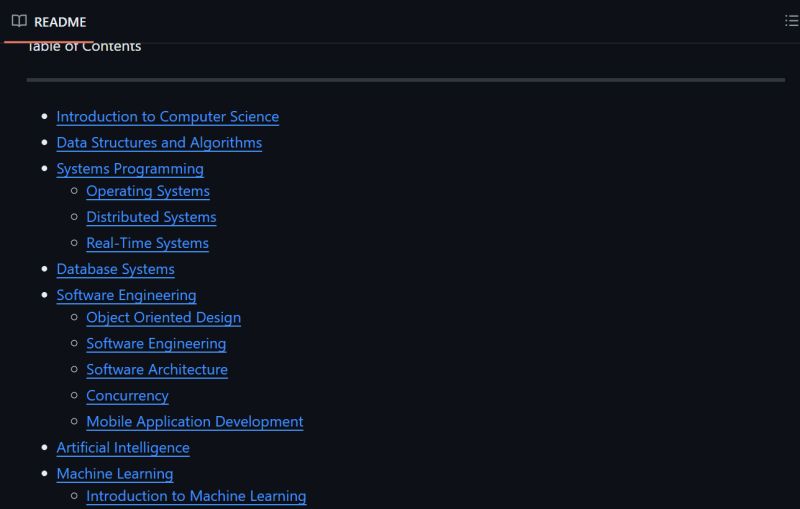 README
Table of Contents
Introduction to Computer Science
Data Structures and Algorithms
Systems Programming
Operating Systems
Distributed Systems
Real-Time Systems
Database Systems
Software Engineering
Object Oriented Design
Software Engineering
Software Architecture
Concurrency
Mobile Application Development
Artificial Intelligence
Machine Learning
Introduction to Machine Learning